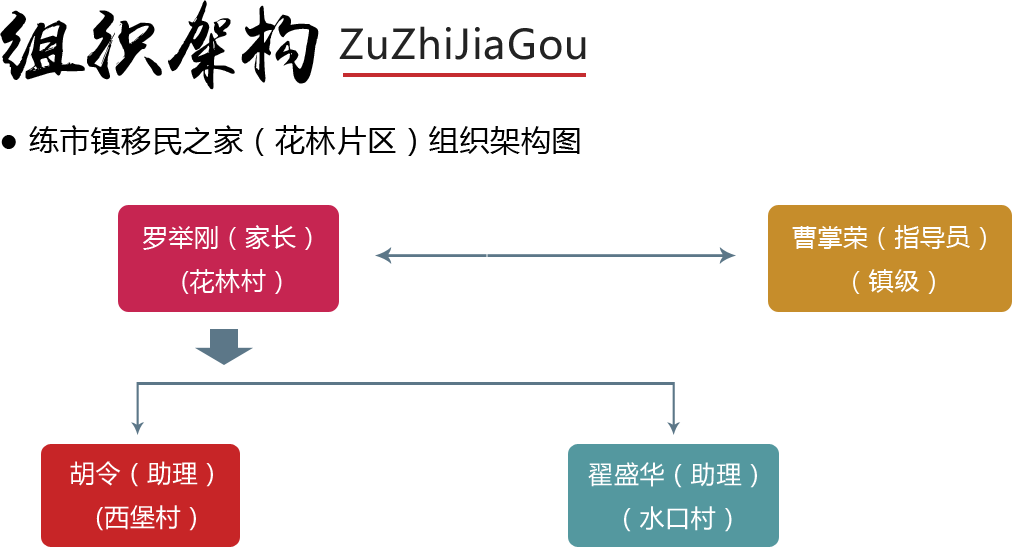 组织架构 ZuZhiJiaGou
● 练市镇移民之家（花林片区）组织架构图
罗举刚（家长）
(花林村）
曹掌荣（指导员）
（镇级）
胡令（助理）
(西堡村）
翟盛华（助理）
（水口村）